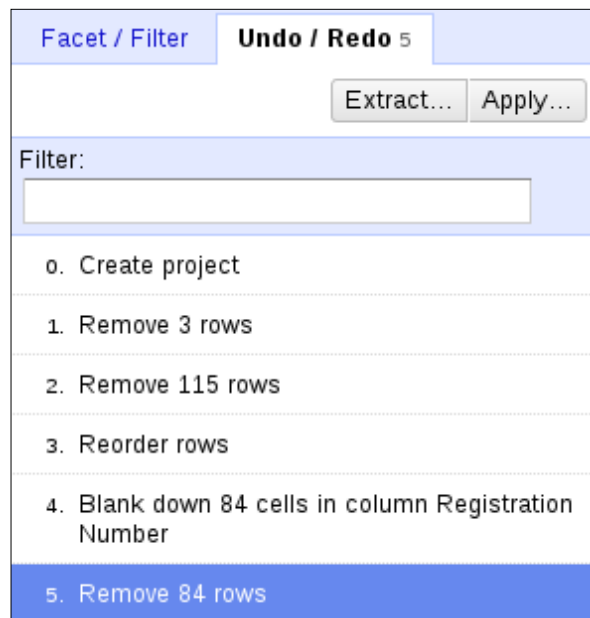 Facet / Filter Undo / Redo 5
Extract... Apply...
Filter:
0. Create project
1. Remove 3 rows
2. Remove 115 rows
3. Reorder rows
4. Blank down 84 cells in column Registration
Number
5. Remove 84 rows